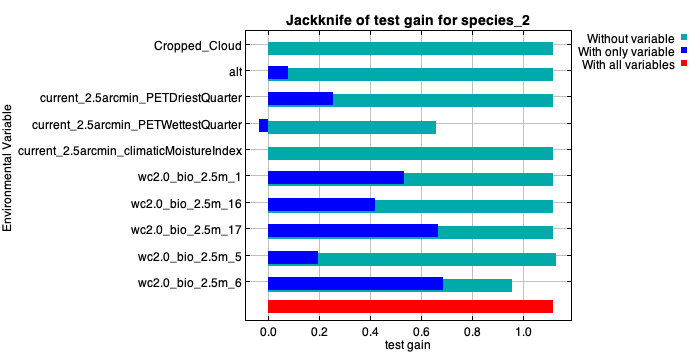 Jackknife of test gain for species_2
Without variable
With only variable
With all variables
Environmental Variable
Cropped_Cloud
alt
current_2.5arcmin_PETDriestQuarter
current_2.5arcmin_PETWettestQuarter
current_2.5arcmin_climaticMoistureIndex
wc2.0_bio_2.5m_1
wc2.0_bio_2.5m_16
wc2.0_bio_2.5m_17
wc2.0_bio_2.5m_5
wc2.0_bio_2.5m_6
0.0 0.2 0.4 0.6 0.8 1.0
test gain